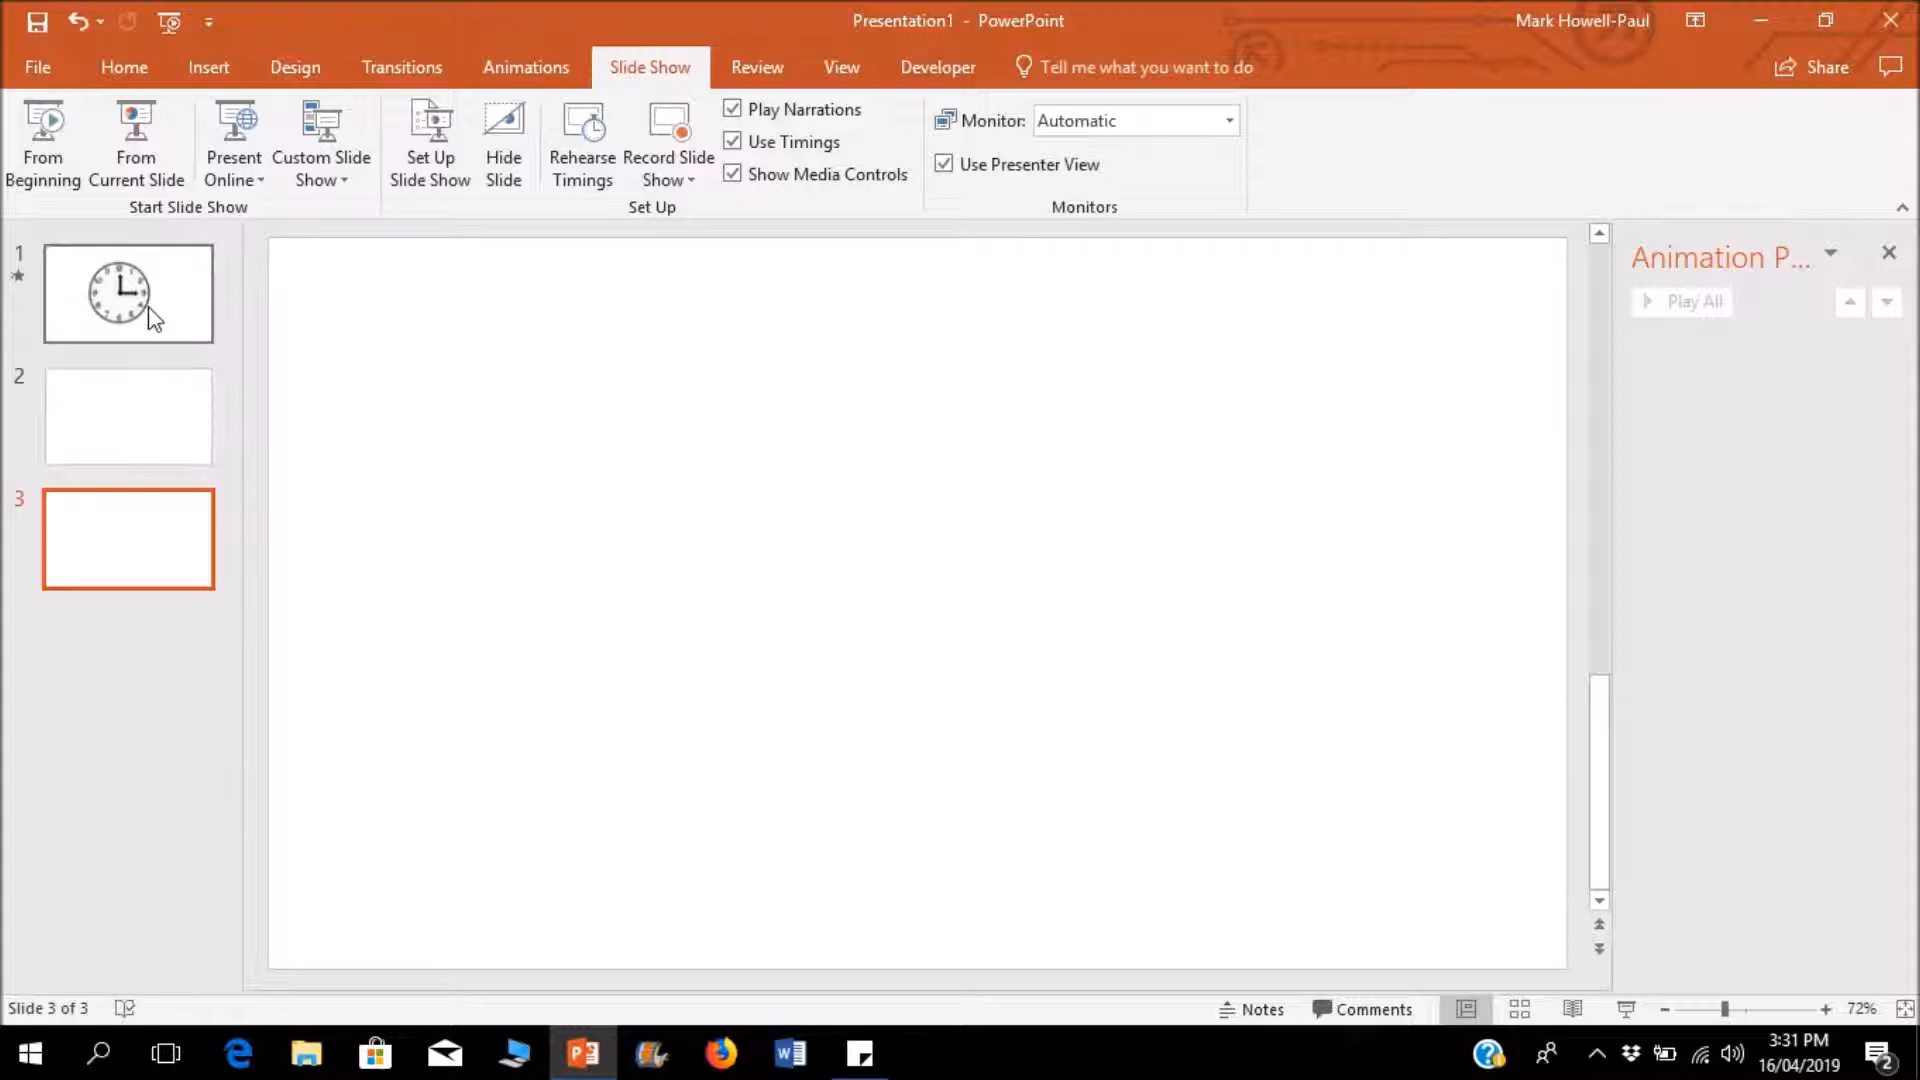 Presentation1 - PowerPoint
Mark Howell-Paul
File Home Insert Design Transitions Animations Slide Show Review View Developer Tell me what you want to do Share
From Beginning
From Current Slide
Present Online
Custom Slide Show
Start Slide Show
Set Up Slide Show
Hide Slide
Rehearse Timings
Record Slide Show
Play Narrations
Use Timings
Show Media Controls
Set Up
Monitor: Automatic
Use Presenter View
Monitors
1
2
3
Animation P...
Play All
Slide 3 of 3
Notes Comments 72%
3:31 PM
16/04/2019
2